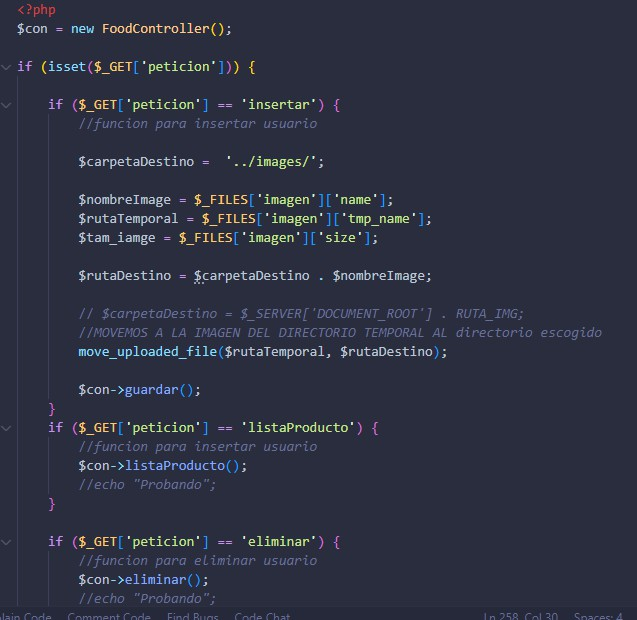 <?php
$con = new FoodController();
if (isset($_GET['peticion'])) {
if ($_GET['peticion'] == 'insertar') {
//funcion para insertar usuario
$carpetaDestino =  '../images/';
$nombreImage = $_FILES['imagen']['name'];
$rutaTemporal = $_FILES['imagen']['tmp_name'];
$tam_iamge = $_FILES['imagen']['size'];
$rutaDestino = $carpetaDestino . $nombreImage;
// $carpetaDestino = $_SERVER['DOCUMENT_ROOT'] . RUTA_IMG;
//MOVEMOS A LA IMAGEN DEL DIRECTORIO TEMPORAL AL directorio escogido
move_uploaded_file($rutaTemporal, $rutaDestino);
$con->guardar();
}
if ($_GET['peticion'] == 'listaProducto') {
//funcion para insertar usuario
$con->listaProducto();
//echo "Probando";
}
if ($_GET['peticion'] == 'eliminar') {
//funcion para eliminar usuario
$con->eliminar();
//echo "Probando";
Code Comment Code Find Bugs Code Chat Ln 258, Col 30 Spaces: 4